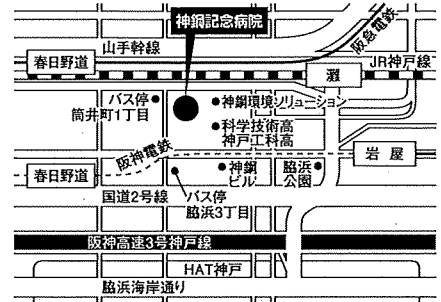 神鋼記念病院
阪急電鉄
山手幹線
JR神戸線
春日野道
灘
バス停
筒井町1丁目
神鋼環境ソリューション
科学技術高
神戸工科高
阪神電鉄
岩屋
春日野道
神鋼
ビル
脇浜
公園
国道2号線
バス停
脇浜3丁目
阪神高速3号神戸線
HAT神戸
脇浜海岸通り